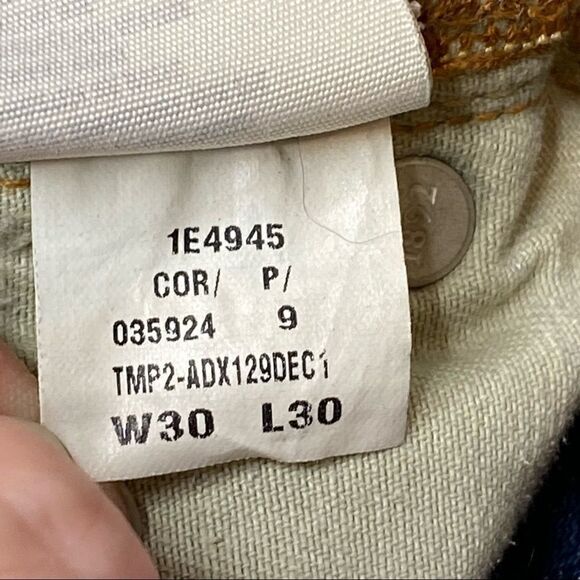 1E4945
COR/ P/
035924 9
TMP2-ADX129DEC1
W30 L30